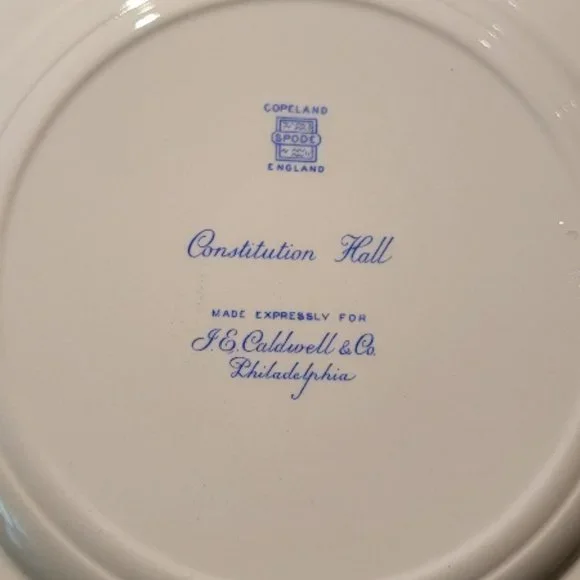 COPELAND
SPODE
ENGLAND
Constitution Hall
MADE EXPRESSLY FOR
J.E. Caldwell & Co.
Philadelphia